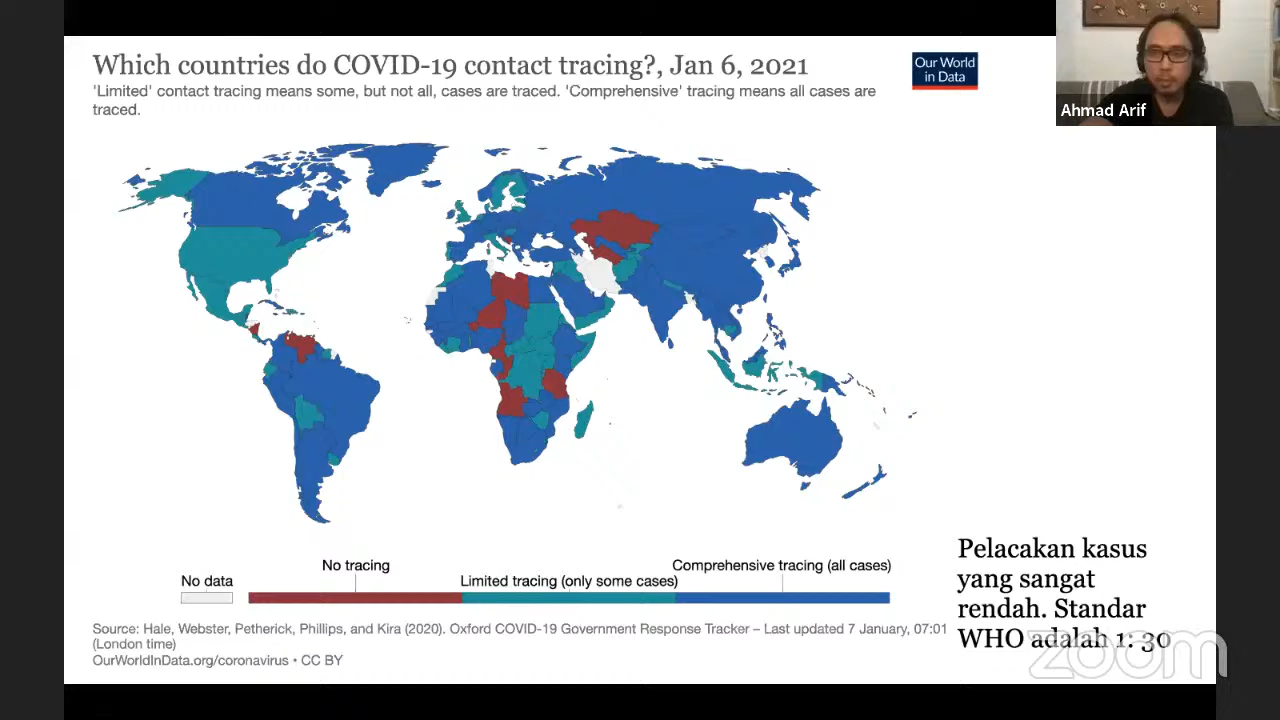 Which countries do COVID-19 contact tracing?, Jan 6, 2021
'Limited' contact tracing means some, but not all, cases are traced. 'Comprehensive' tracing means all cases are
traced.
Our World
in Data
Ahmad Arif
No data
No tracing
Limited tracing (only some cases)
Comprehensive tracing (all cases)
Source: Hale, Webster, Petherick, Phillips, and Kira (2020). Oxford COVID-19 Government Response Tracker – Last updated 7 January, 07:01
(London time)
OurWorldInData.org/coronavirus • CC BY
Pelacakan kasus
yang sangat
rendah. Standar
WHO adalah 1: 30
zoom